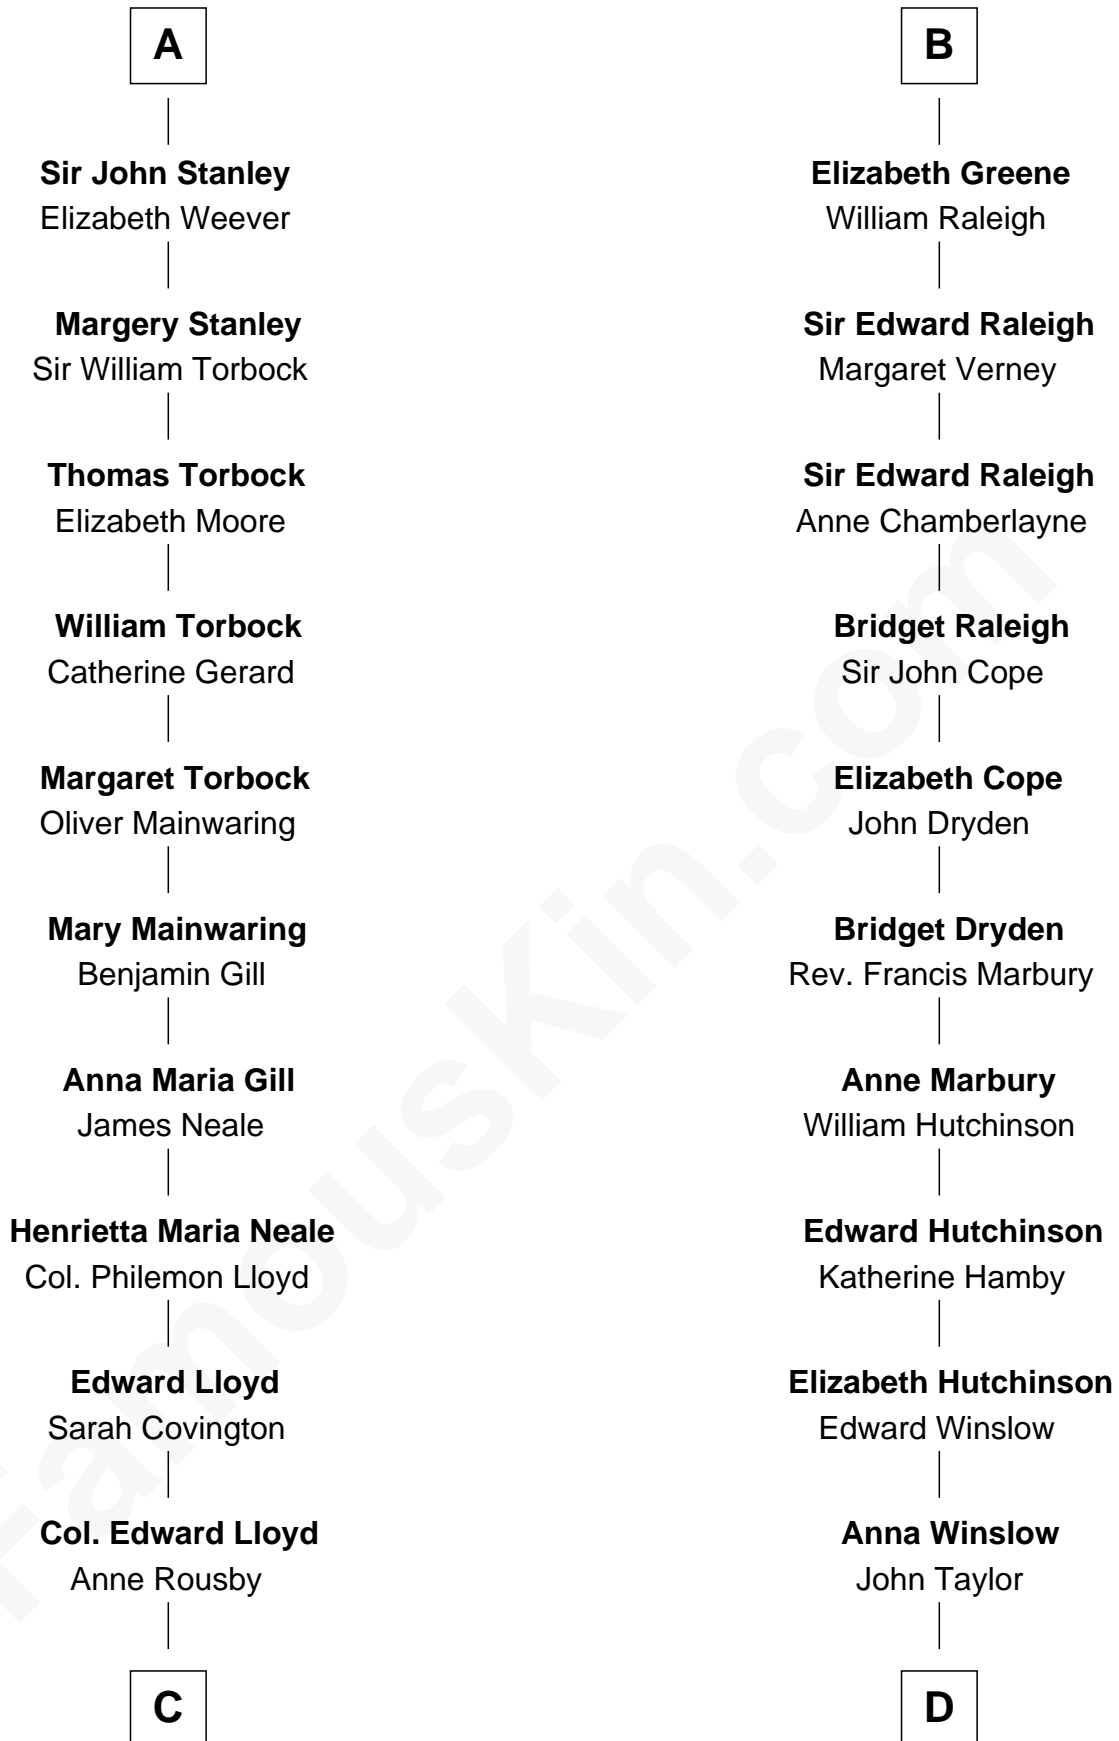 A
Sir John Stanley
Elizabeth Weever
Margery Stanley
Sir William Torbock
Thomas Torbock
Elizabeth Moore
William Torbock
Catherine Gerard
Margaret Torbock
Oliver Mainwaring
Mary Mainwaring
Benjamin Gill
Anna Maria Gill
James Neale
Henrietta Maria Neale
Col. Philemon Lloyd
Edward Lloyd
Sarah Covington
Col. Edward Lloyd
Anne Rousby
C
B
Elizabeth Greene
William Raleigh
Sir Edward Raleigh
Margaret Verney
Sir Edward Raleigh
Anne Chamberlayne
Bridget Raleigh
Sir John Cope
Elizabeth Cope
John Dryden
Bridget Dryden
Rev. Francis Marbury
Anne Marbury
William Hutchinson
Edward Hutchinson
Katherine Hamby
Elizabeth Hutchinson
Edward Winslow
Anna Winslow
John Taylor
D
FamousKin.com